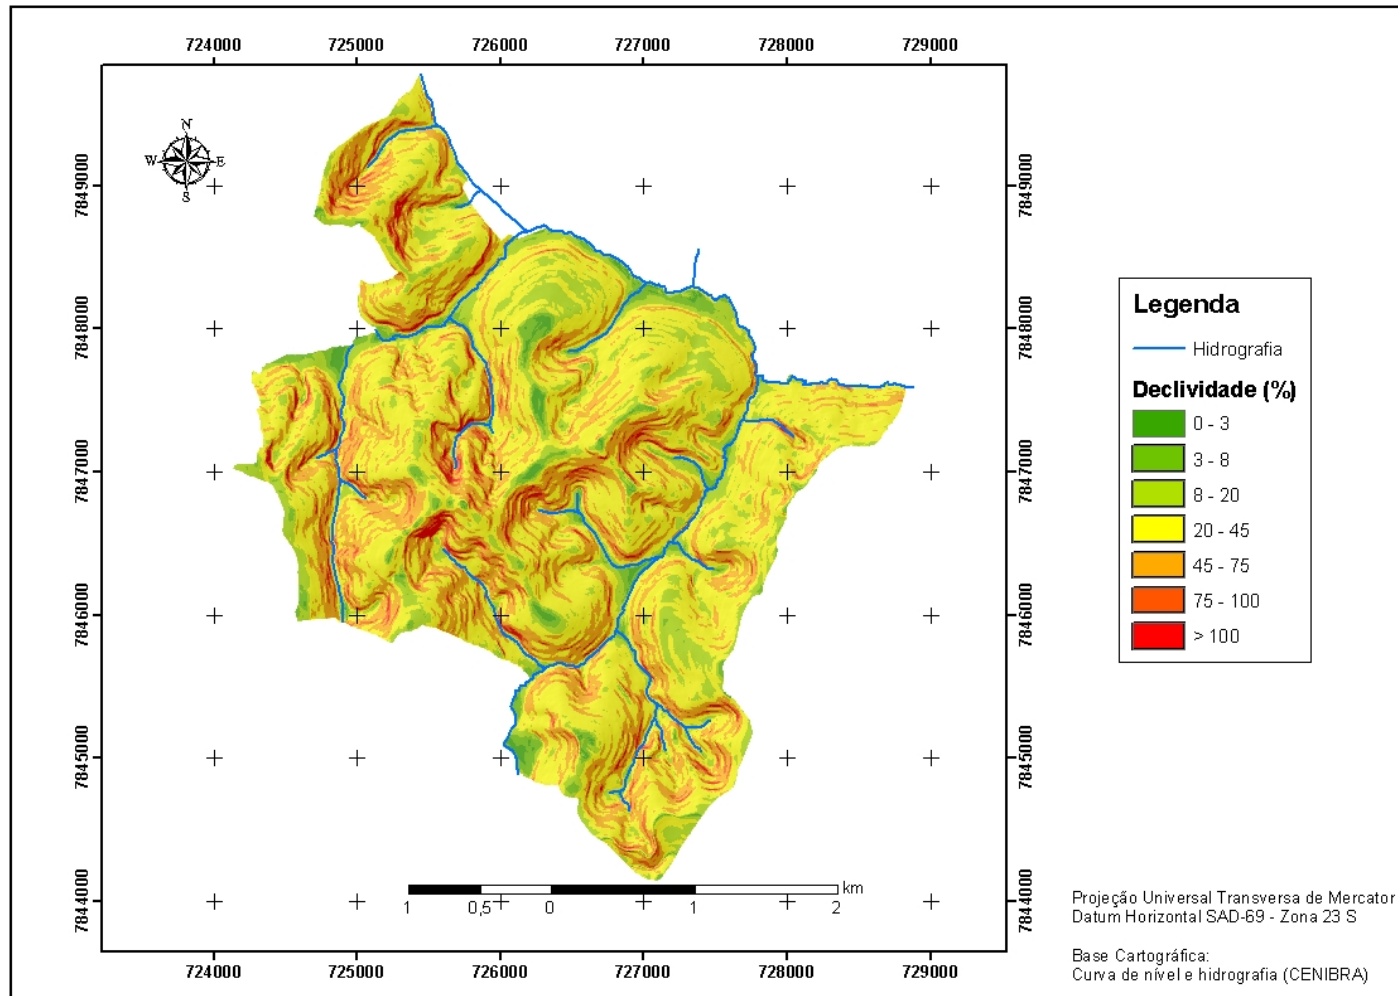 724000 725000 726000 727000 728000 729000
N
W E
S
7849000 7849000
7848000 7848000
7847000 7847000
7846000 7846000
7845000 7845000
7844000 7844000
Legenda
Hidrografia
Declividade (%)
0 - 3
3 - 8
8 - 20
20 - 45
45 - 75
75 - 100
> 100
km
1 0,5 0 1 2
724000 725000 726000 727000 728000 729000
Projeção Universal Transversa de Mercator
Datum Horizontal SAD-69 - Zona 23 S
Base Cartográfica:
Curva de nível e hidrografia (CENIBRA)